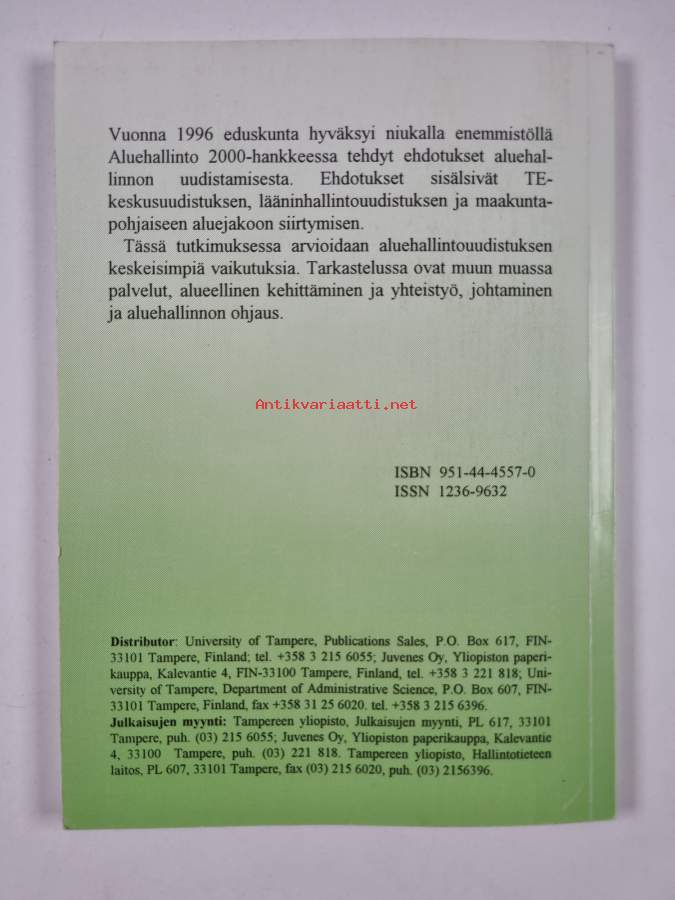 Vuonna 1996 eduskunta hyväksyi niukalla enemmistöllä
Aluehallinto 2000-hankkeessa tehdyt ehdotukset aluehal-
linnon uudistamisesta. Ehdotukset sisälsivät TE-
keskusuudistuksen, lääninhallintouudistuksen ja maakunta-
pohjaiseen aluejakoon siirtymisen.
Tässä tutkimuksessa arvioidaan aluehallintouudistuksen
keskeisimpiä vaikutuksia. Tarkastelussa ovat muun muassa
palvelut, alueellinen kehittäminen ja yhteistyö, johtaminen
ja aluehallinnon ohjaus.
Antikvariaatti.net
ISBN 951-44-4557-0
ISSN 1236-9632
Distributor: University of Tampere, Publications Sales, P.O. Box 617, FIN-
33101 Tampere, Finland; tel. +358 3 215 6055; Juvenes Oy, Yliopiston paperi-
kauppa, Kalevantie 4, FIN-33100 Tampere, Finland, tel. +358 3 221 818; Uni-
versity of Tampere, Department of Administrative Science, P.O. Box 607, FIN-
33101 Tampere, Finland, fax +358 31 25 6020. tel. +358 3 215 6396.
Julkaisujen myynti: Tampereen yliopisto, Julkaisujen myynti, PL 617, 33101
Tampere, puh. (03) 215 6055; Juvenes Oy, Yliopiston paperikauppa, Kalevantie
4, 33100 Tampere, puh. (03) 221 818. Tampereen yliopisto, Hallintotieteen
laitos, PL 607, 33101 Tampere, fax (03) 215 6020, puh. (03) 2156396.